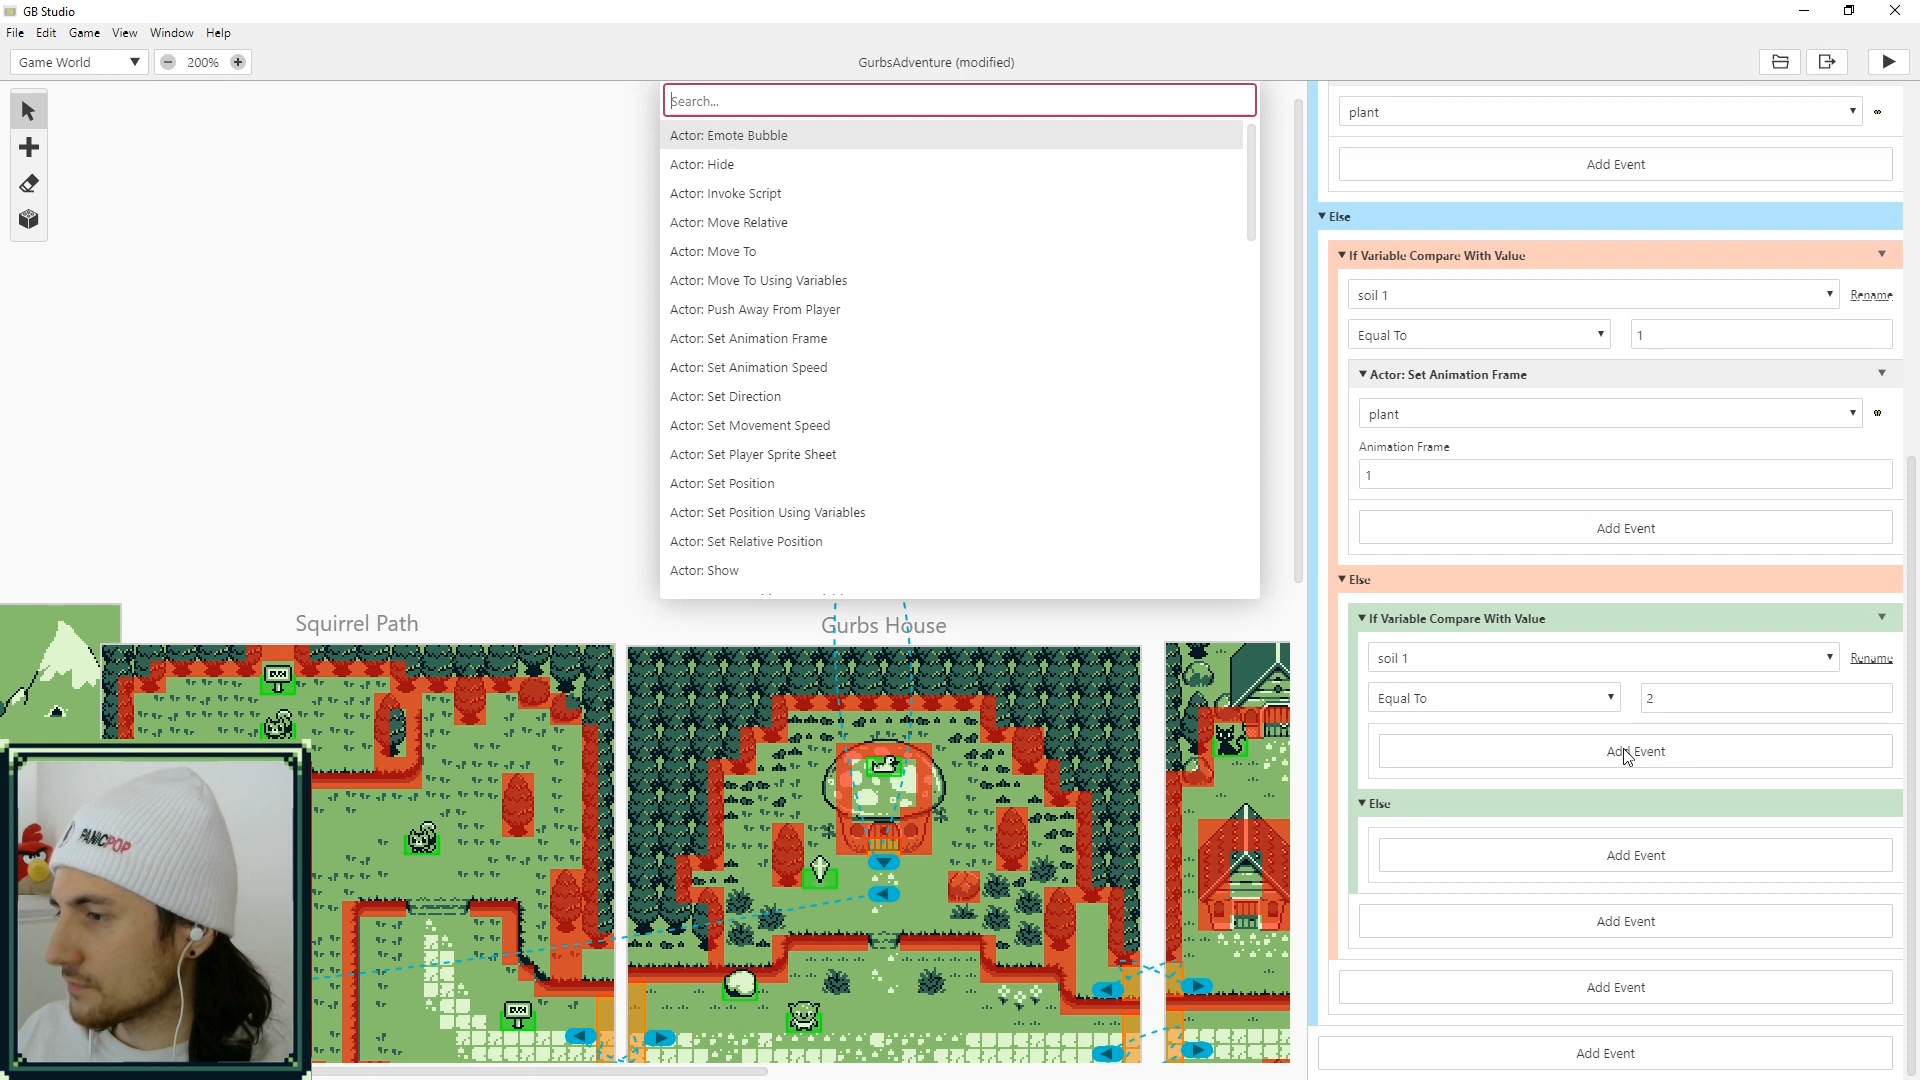 GB Studio
File Edit Game View Window Help
Game World
200%
GurbsAdventure (modified)
Search...
Actor: Emote Bubble
Actor: Hide
Actor: Invoke Script
Actor: Move Relative
Actor: Move To
Actor: Move To Using Variables
Actor: Push Away From Player
Actor: Set Animation Frame
Actor: Set Animation Speed
Actor: Set Direction
Actor: Set Movement Speed
Actor: Set Player Sprite Sheet
Actor: Set Position
Actor: Set Position Using Variables
Actor: Set Relative Position
Actor: Show
Squirrel Path
Gurbs House
PANICPOP
plant
Add Event
Else
If Variable Compare With Value
soil 1
Rename
Equal To
1
Actor: Set Animation Frame
plant
Animation Frame
1
Add Event
Else
If Variable Compare With Value
soil 1
Rename
Equal To
2
Add Event
Else
Add Event
Add Event
Add Event
Add Event